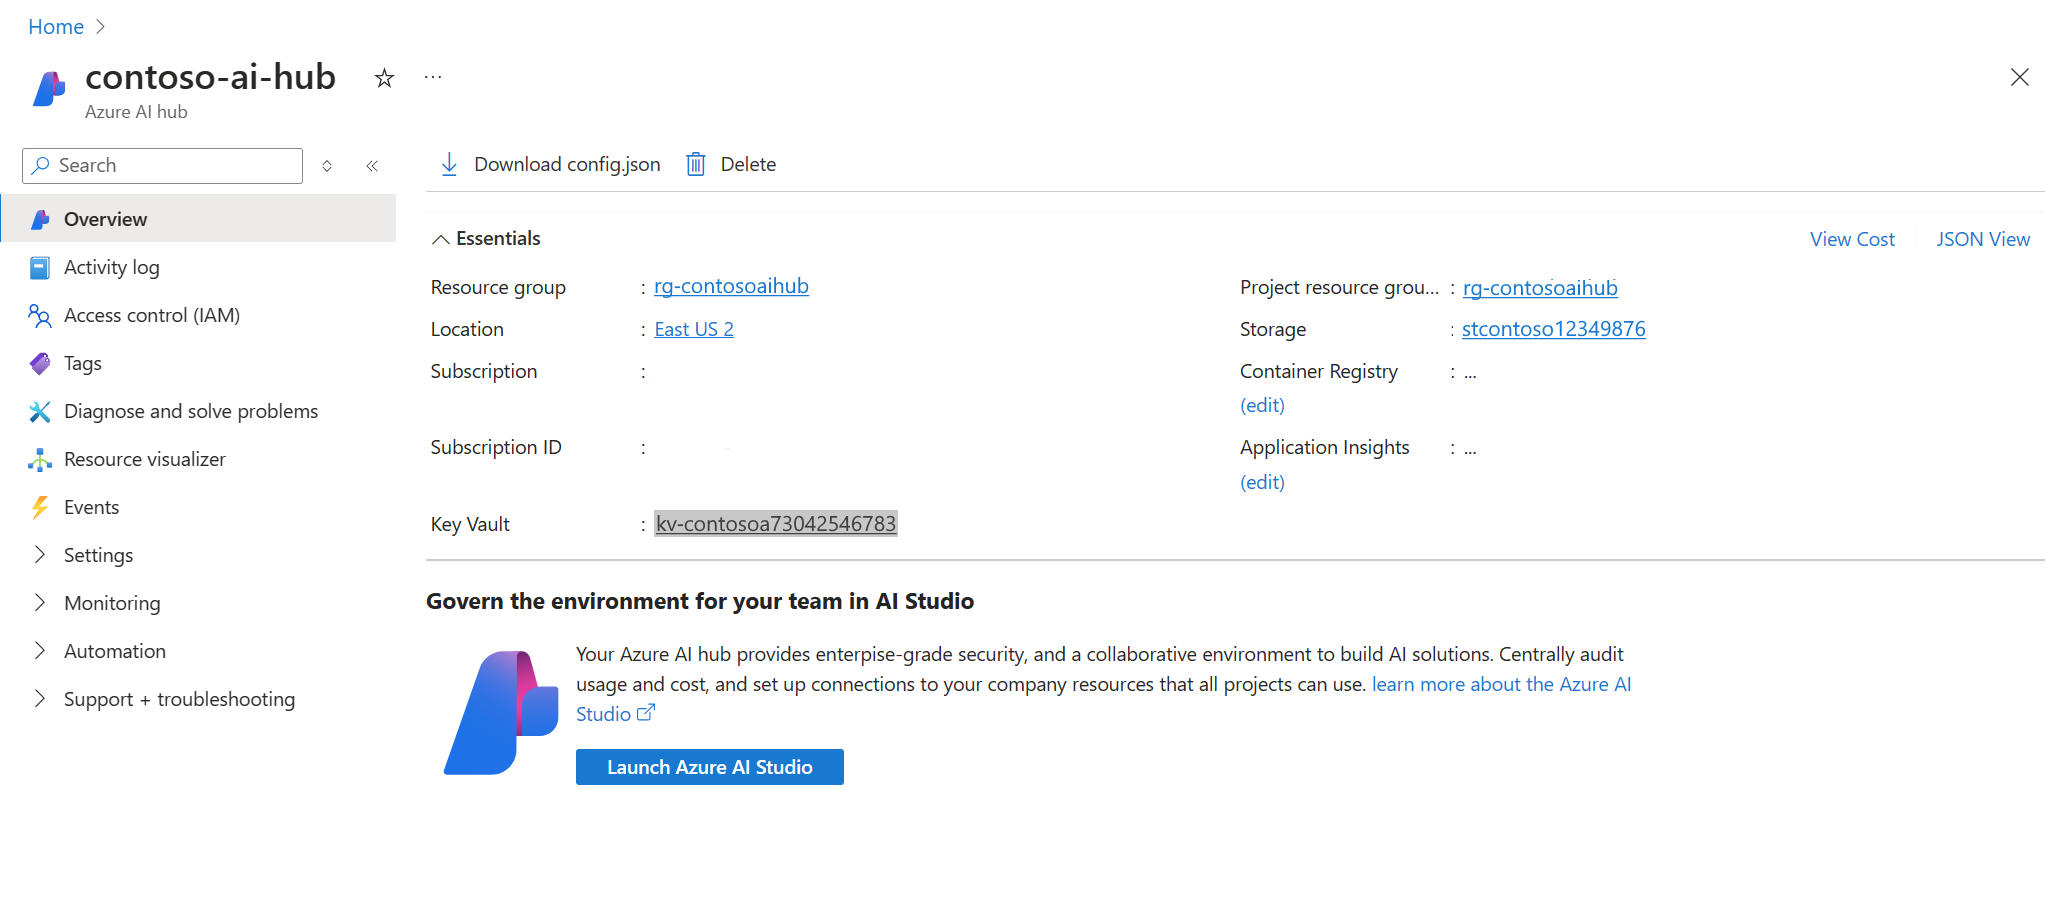 Home
contoso-ai-hub
...
Azure AI hub
Search
Download config.json
Delete
Overview
Activity log
Access control (IAM)
Tags
Diagnose and solve problems
Resource visualizer
Events
Settings
Monitoring
Automation
Support + troubleshooting
Essentials
View Cost
JSON View
Resource group : rg-contosoaihub
Location : East US 2
Subscription :
Subscription ID :
Key Vault : kv-contosoa73042546783
Project resource grou... : rg-contosoaihub
Storage : stcontoso12349876
Container Registry : ...
(edit)
Application Insights : ...
(edit)
Govern the environment for your team in AI Studio
Your Azure AI hub provides enterpise-grade security, and a collaborative environment to build AI solutions. Centrally audit
usage and cost, and set up connections to your company resources that all projects can use. learn more about the Azure AI
Studio
Launch Azure AI Studio